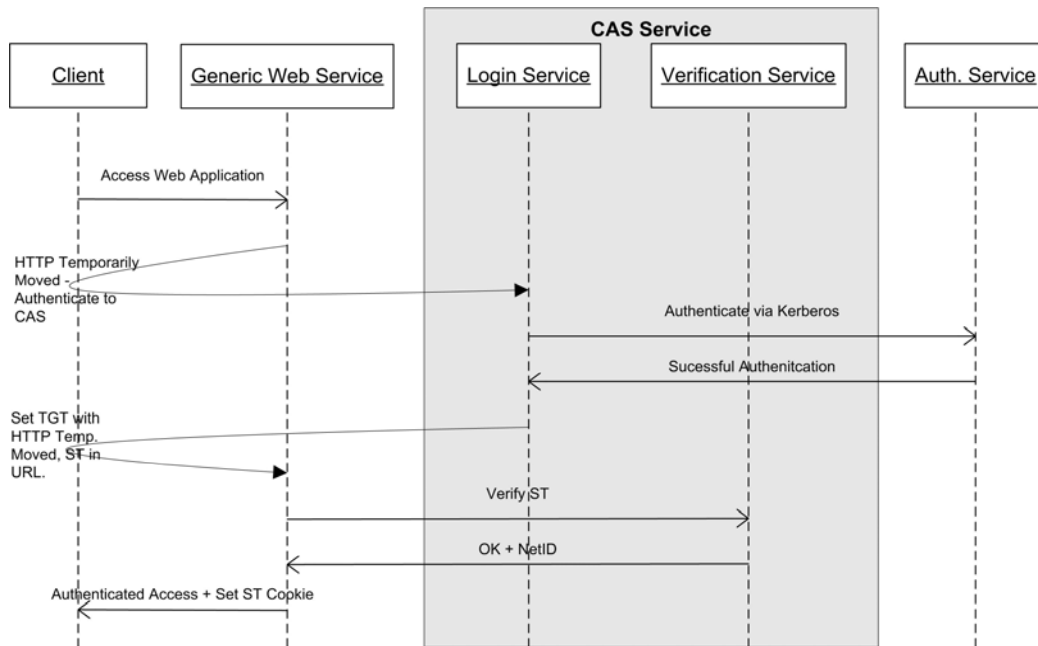 CAS Service
Client
Generic Web Service
Login Service
Verification Service
Auth. Service
Access Web Application
HTTP Temporarily
Moved -
Authenticate to
CAS
Authenticate via Kerberos
Sucessful Authenitcation
Set TGT with
HTTP Temp.
Moved, ST in
URL.
Verify ST
OK + NetID
Authenticated Access + Set ST Cookie